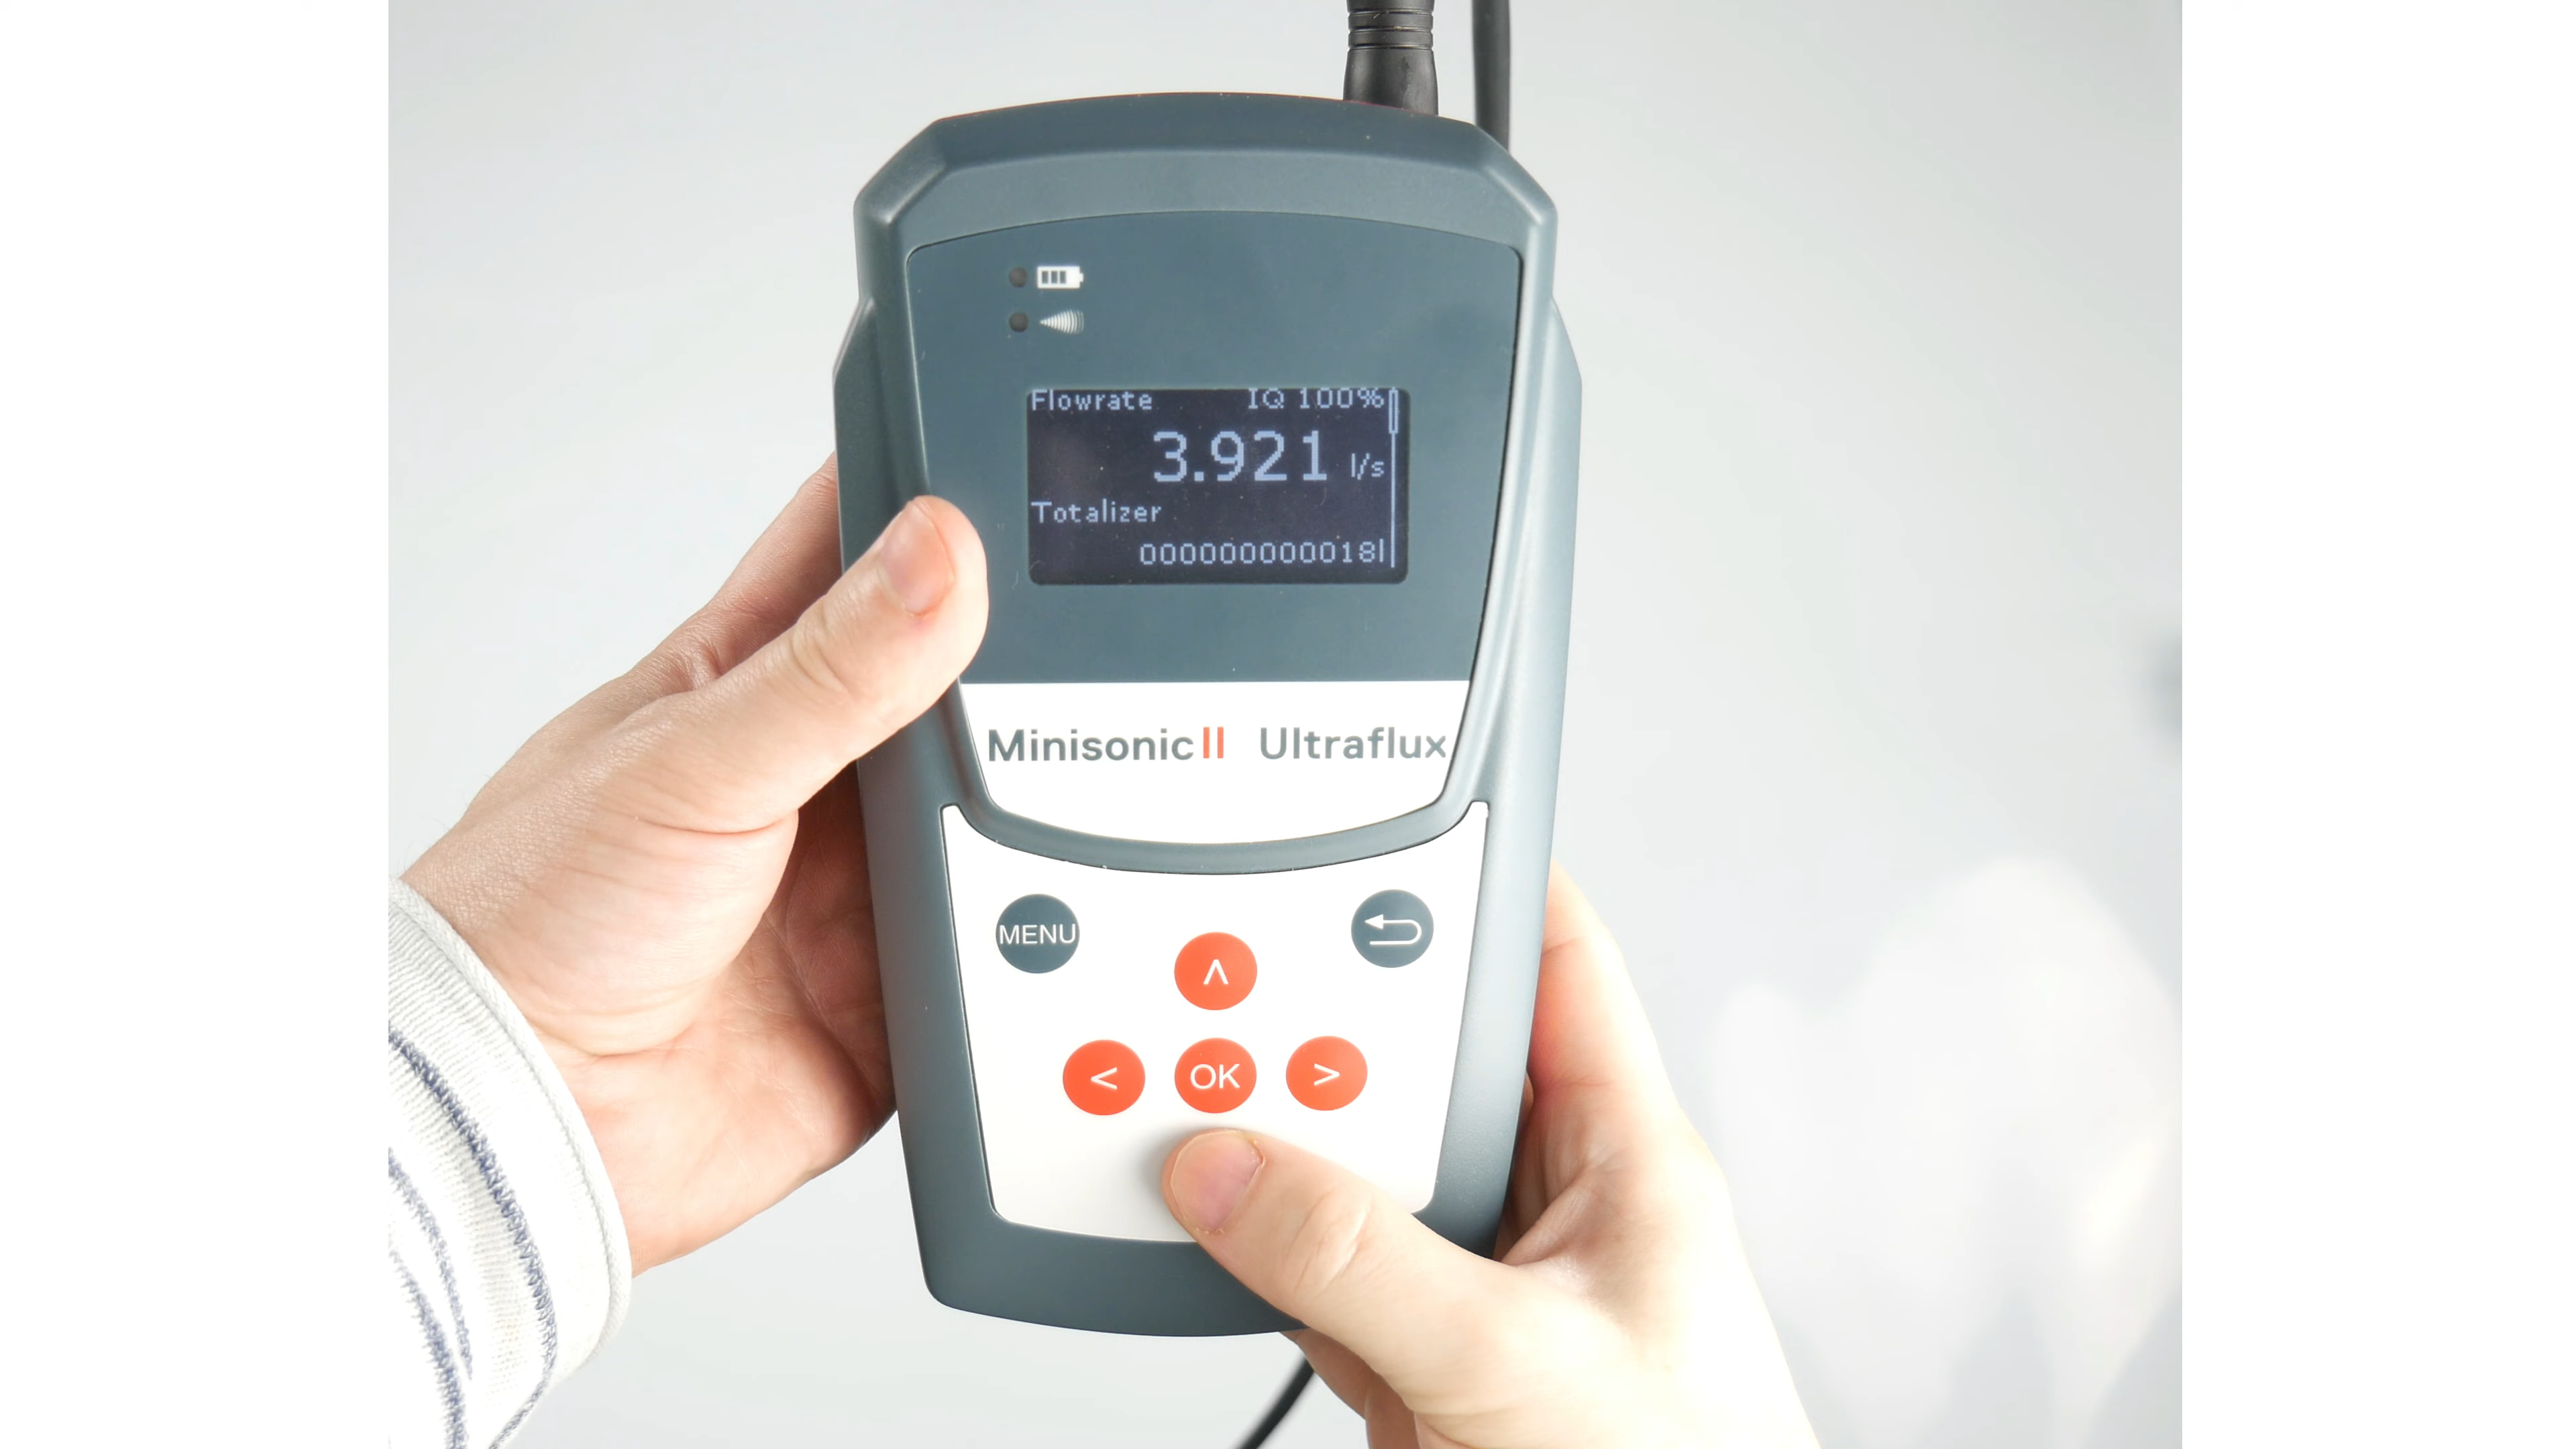 Flowrate IQ 100%
3.921 l/s
Totalizer
000000000018l
Minisonic II Ultraflux
MENU
OK